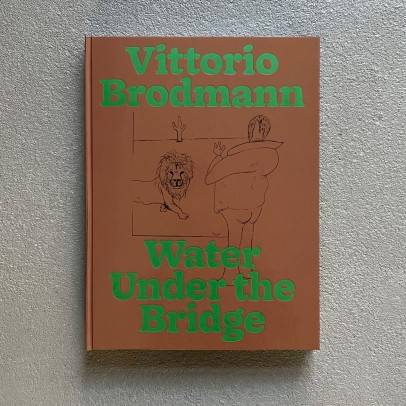 Vittorio
Brodmann
Water
Under the
Bridge